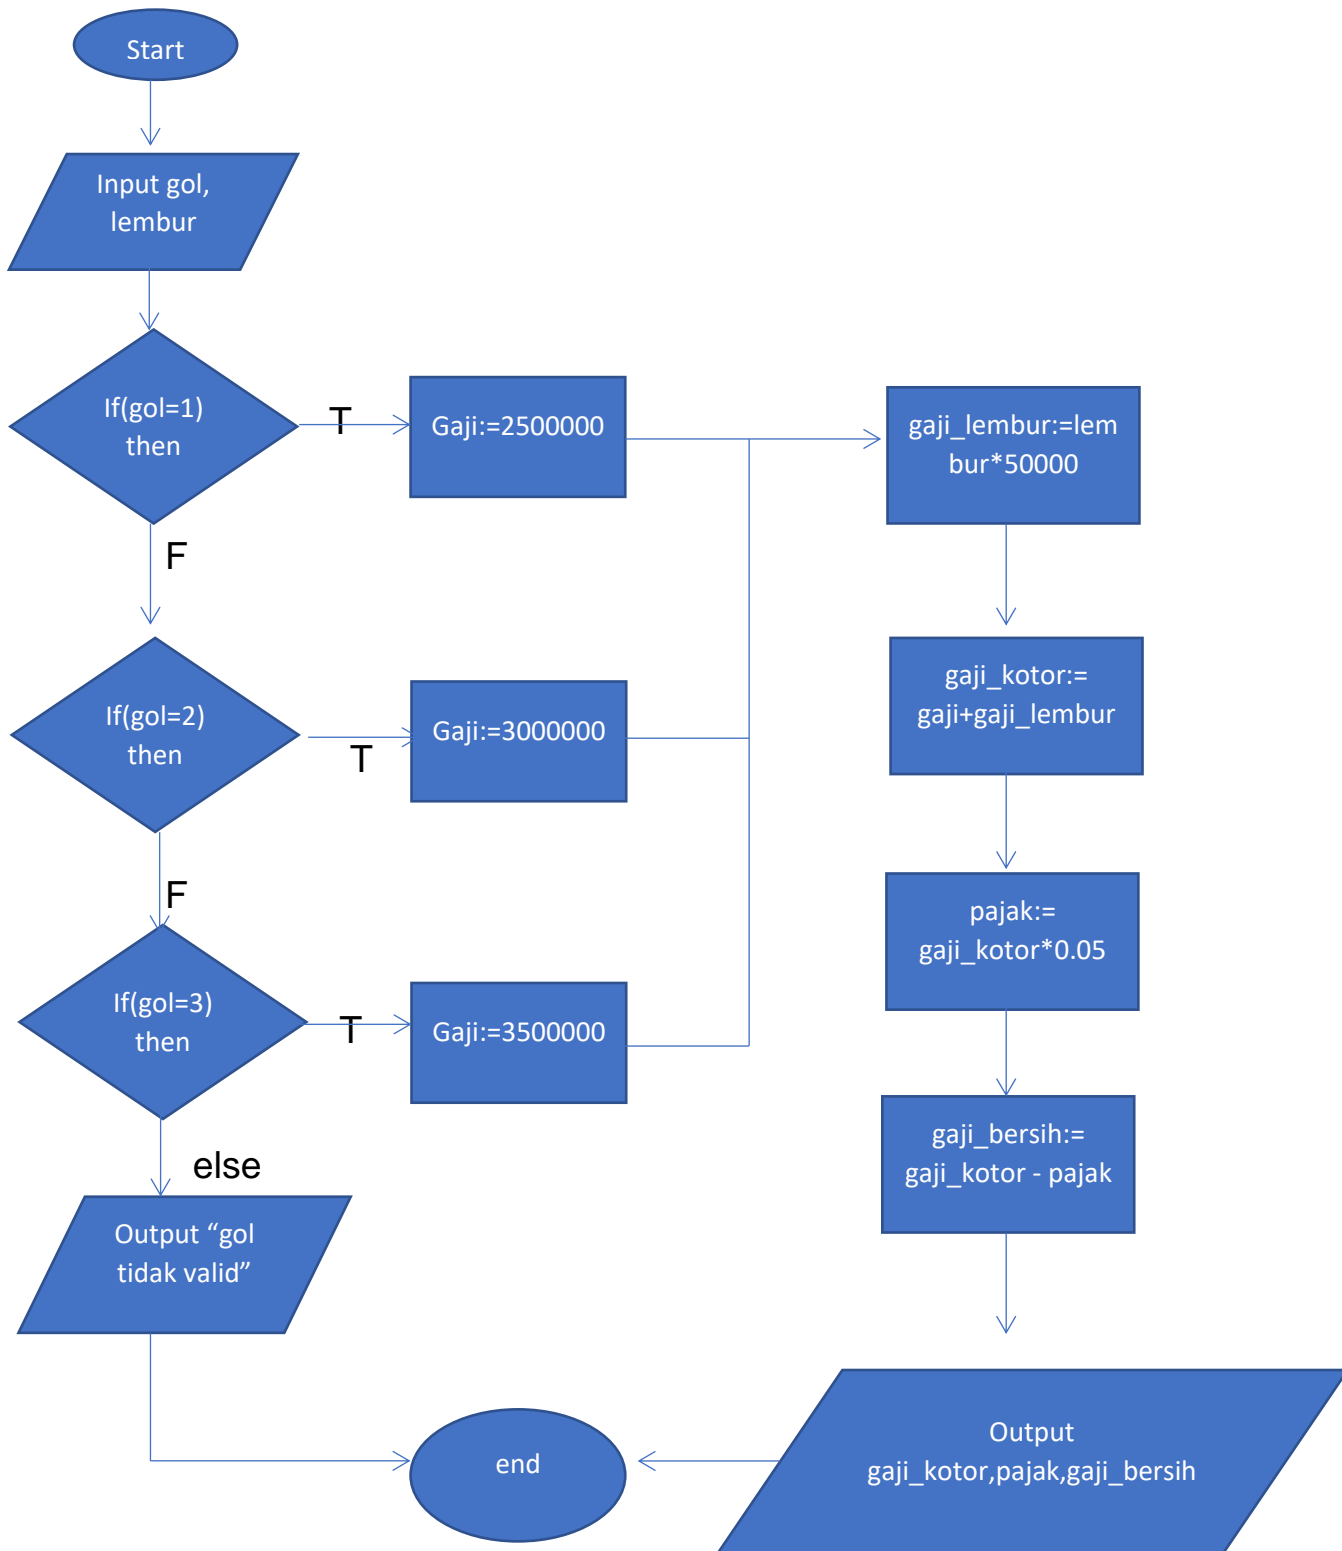 Start
Input gol,
lembur
If(gol=1)
then
T
Gaji:=2500000
gaji_lembur:=lem
bur*50000
F
If(gol=2)
then
T
Gaji:=3000000
gaji_kotor:=
gaji+gaji_lembur
F
pajak:=
gaji_kotor*0.05
If(gol=3)
then
T
Gaji:=3500000
gaji_bersih:=
gaji_kotor - pajak
else
Output “gol
tidak valid”
end
Output
gaji_kotor,pajak,gaji_bersih